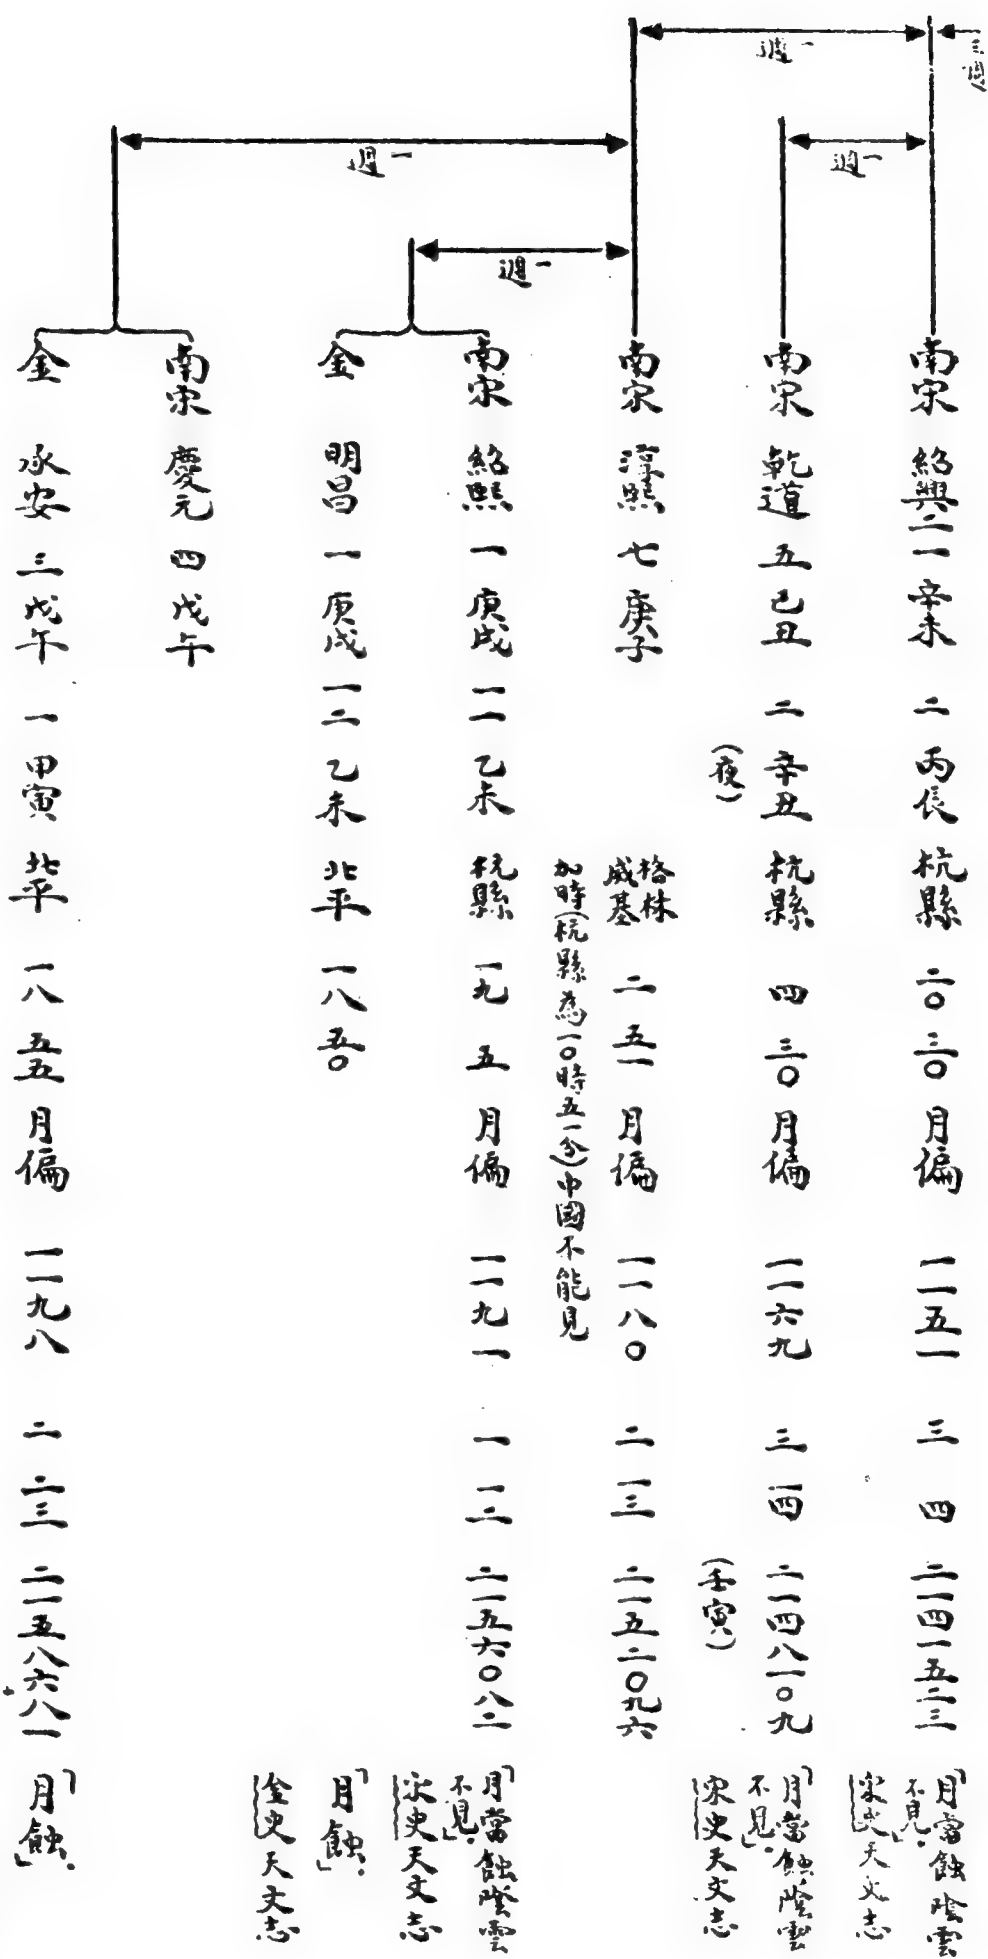 三週
一週
一週
一週
一週
南宋 紹興二一辛未 二 丙辰 杭縣 二〇 三〇 月偏 一一五一 三 四 二一四一五二三 「月當蝕陰雲
不見」。
宋史天文志
南宋 乾道 五 己丑 二 辛丑 杭縣 四 三〇 月偏 一一六九 三 一四 二一四八一〇九 「月當蝕陰雲
(夜) (壬寅) 不見」。
宋史天文志
南宋 淳熙 七 庚子 格林
威基 二 五一 月偏 一一八〇 二 一三 二一五二〇九六
加時(杭縣為一〇時五一分)中國不能見
南宋 紹熙 一 庚戌 一一 乙未 杭縣 一九 五 月偏 一一九一 一 一二 二一五六〇八二 「月當蝕陰雲
不見」。
宋史天文志
金 明昌 一 庚戌 一二 乙未 北平 一八 五〇 「月蝕」。
金史天文志
南宋 慶元 四 戊午
金 承安 三 戊午 一 甲寅 北平 一八 五五 月偏 一一九八 二 二三 二一五八六八一 「月蝕」。